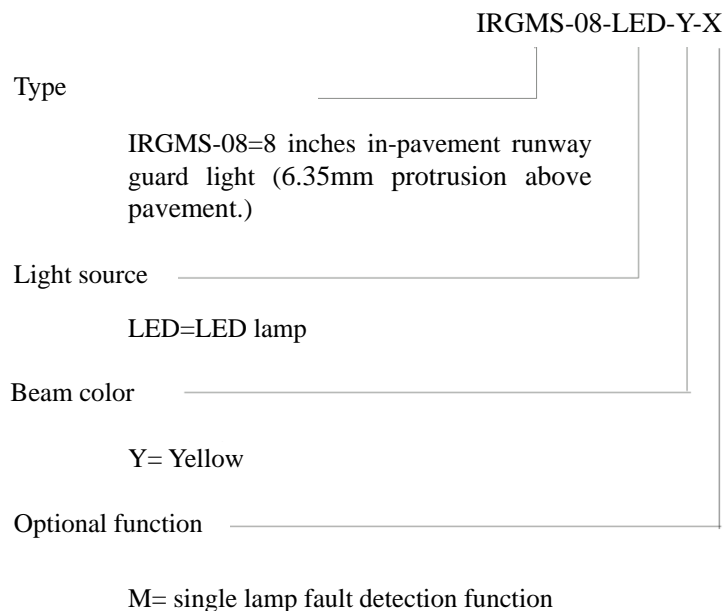 IRGMS-08-LED-Y-X
Type
IRGMS-08=8 inches in-pavement runway
guard light (6.35mm protrusion above
pavement.)
Light source
LED=LED lamp
Beam color
Y= Yellow
Optional function
M= single lamp fault detection function